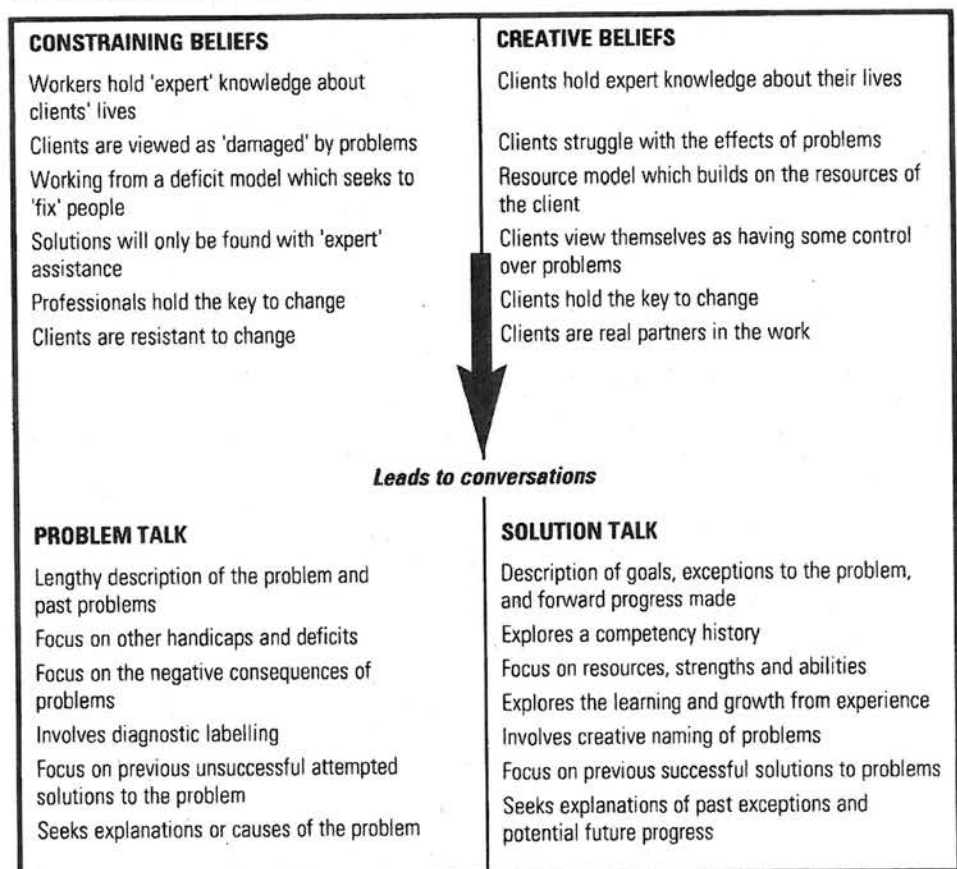 CONSTRAINING BELIEFS
Workers hold 'expert' knowledge about
clients' lives
Clients are viewed as 'damaged' by problems
Working from a deficit model which seeks to
'fix' people
Solutions will only be found with 'expert'
assistance
Professionals hold the key to change
Clients are resistant to change
CREATIVE BELIEFS
Clients hold expert knowledge about their lives
Clients struggle with the effects of problems
Resource model which builds on the resources of
the client
Clients view themselves as having some control
over problems
Clients hold the key to change
Clients are real partners in the work
Leads to conversations
PROBLEM TALK
Lengthy description of the problem and
past problems
Focus on other handicaps and deficits
Focus on the negative consequences of
problems
Involves diagnostic labelling
Focus on previous unsuccessful attempted
solutions to the problem
Seeks explanations or causes of the problem
SOLUTION TALK
Description of goals, exceptions to the problem,
and forward progress made
Explores a competency history
Focus on resources, strengths and abilities
Explores the learning and growth from experience
Involves creative naming of problems
Focus on previous successful solutions to problems
Seeks explanations of past exceptions and
potential future progress